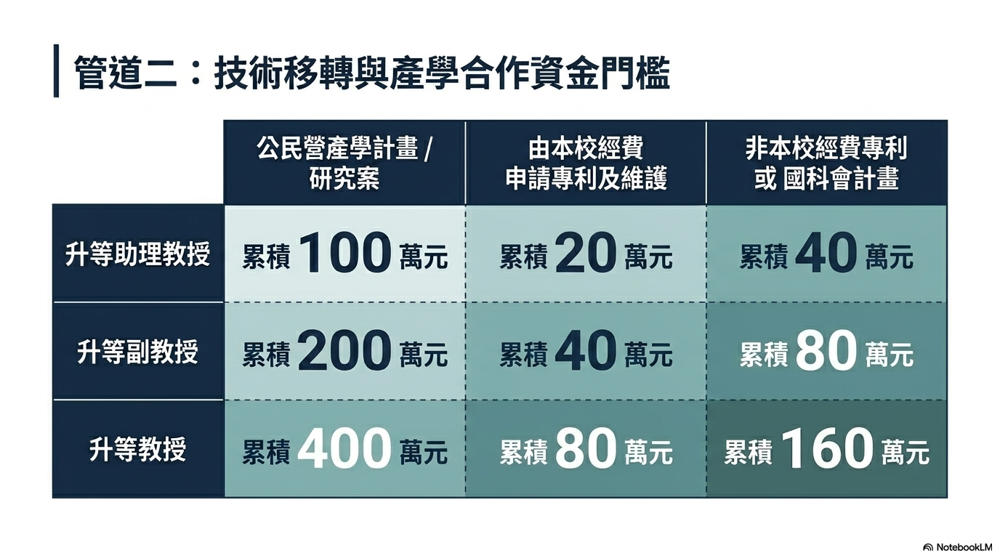 管道二：技術移轉與產學合作資金門檻
公民營產學計畫 /
研究案
由本校經費
申請專利及維護
非本校經費專利
或 國科會計畫
升等助理教授
累積 100 萬元
累積 20 萬元
累積 40 萬元
升等副教授
累積 200 萬元
累積 40 萬元
累積 80 萬元
升等教授
累積 400 萬元
累積 80 萬元
累積 160 萬元
NotebookLM